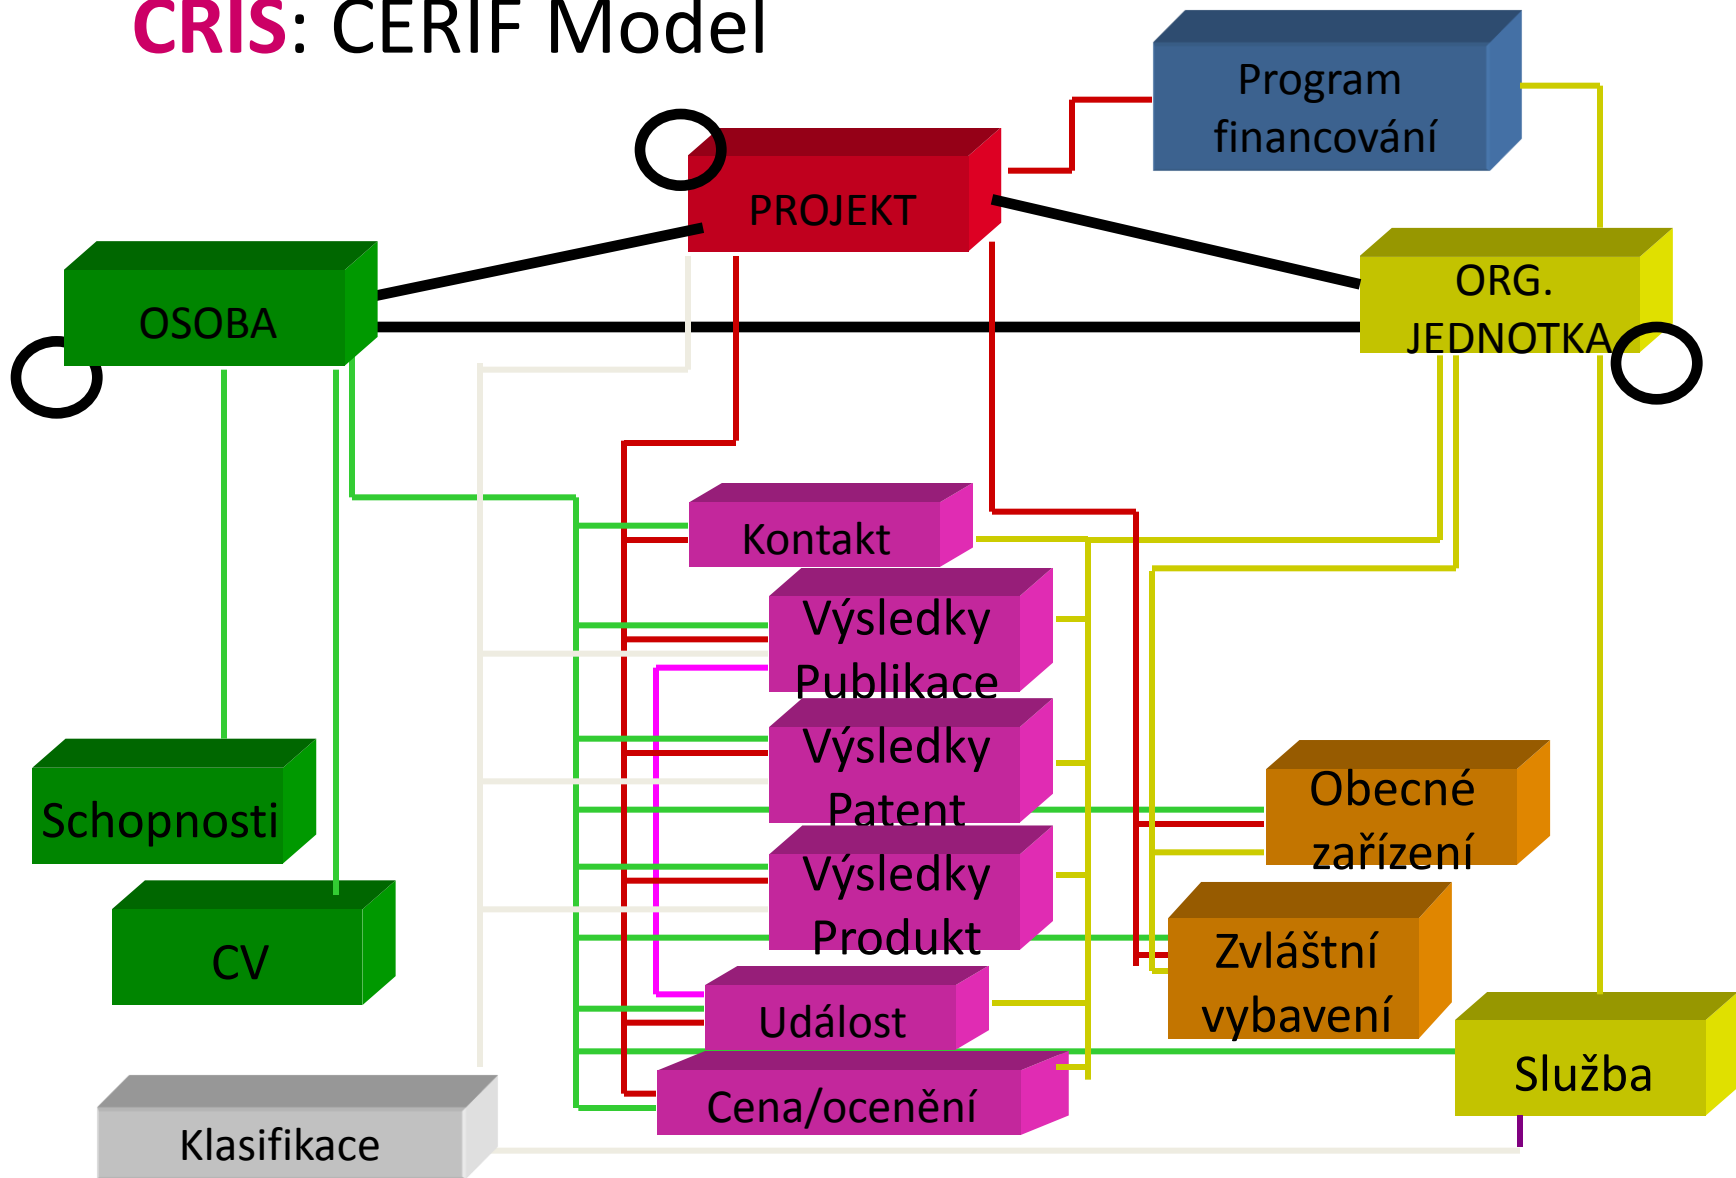 CRIS: CERIF Model
Program
financování
PROJEKT
OSOBA
ORG.
JEDNOTKA
Kontakt
Výsledky
Publikace
Výsledky
Patent
Výsledky
Produkt
Událost
Cena/ocenění
Schopnosti
CV
Klasifikace
Obecné
zařízení
Zvláštní
vybavení
Služba